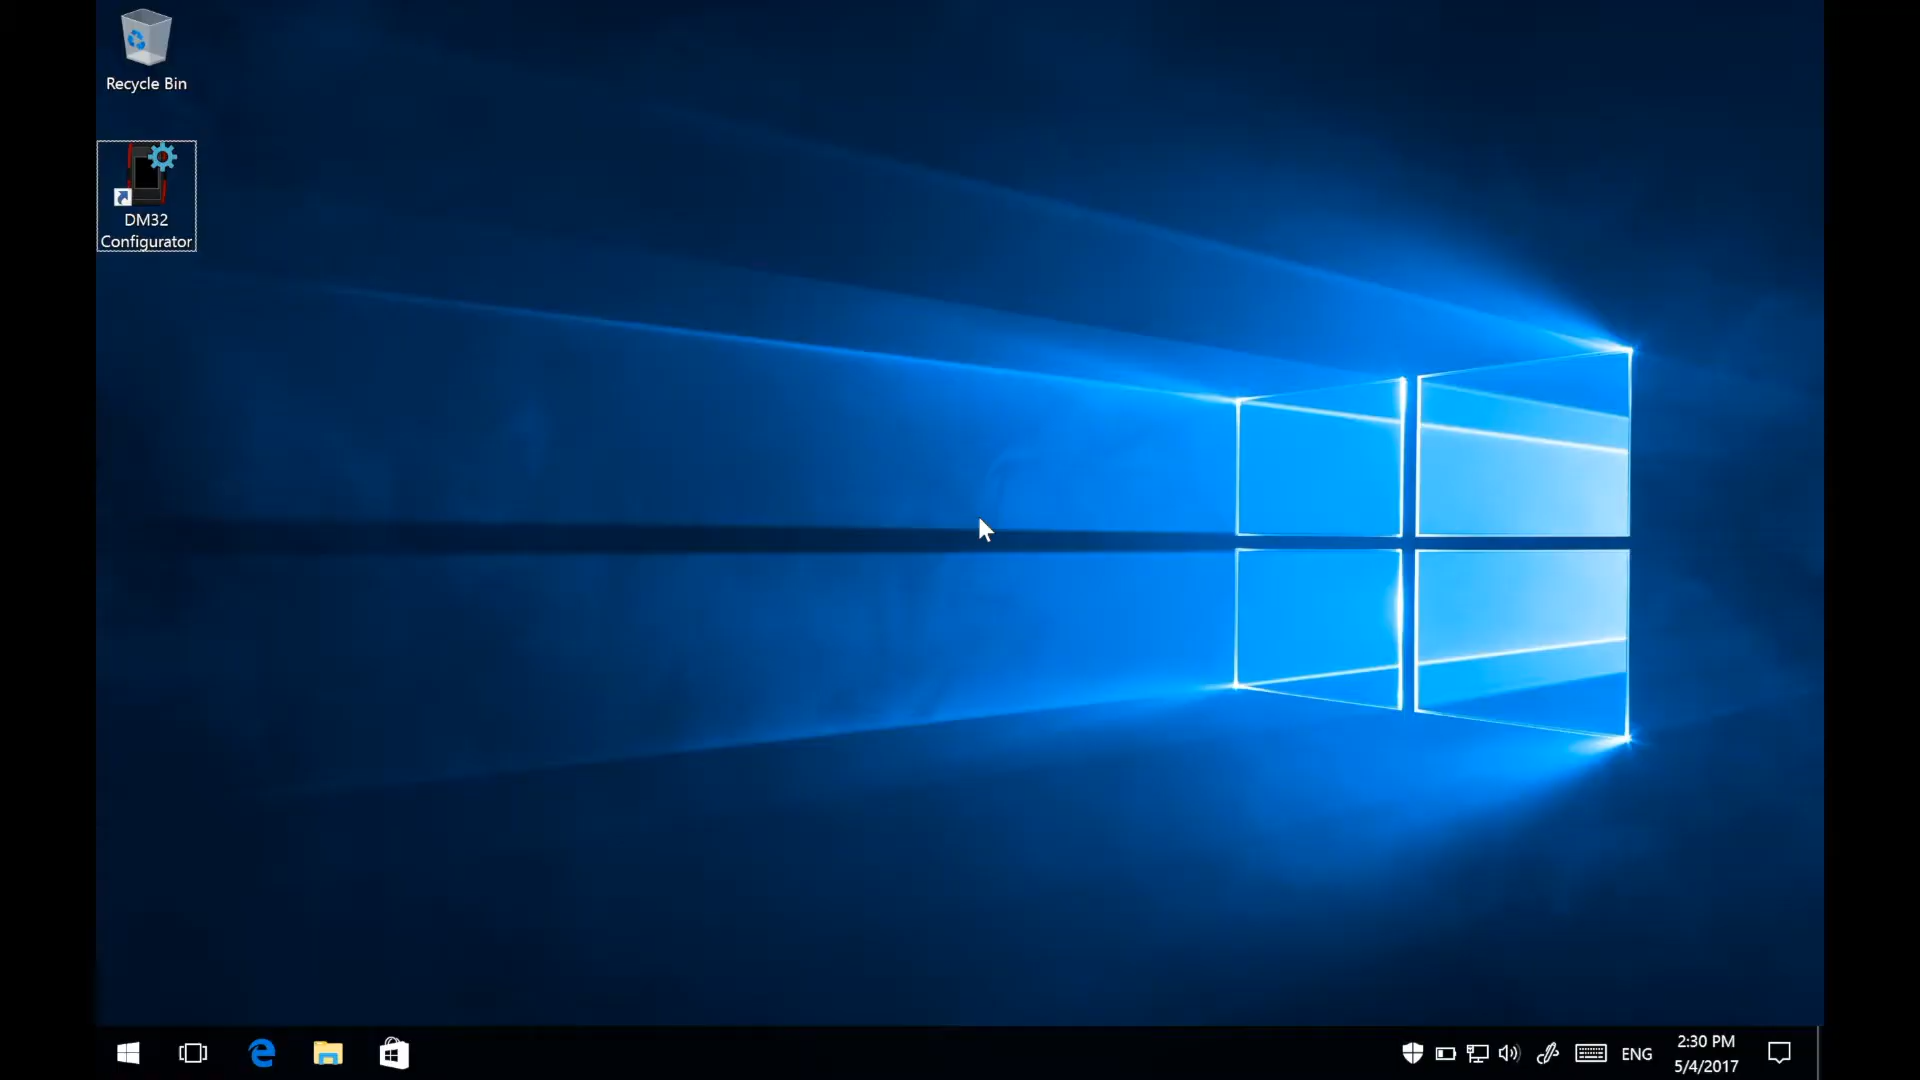 Recycle Bin
DM32
Configurator
ENG
2:30 PM
5/4/2017